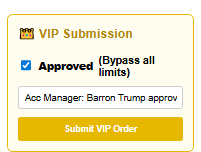 VIP Submission
Approved (Bypass all limits)
Acc Manager: Barron Trump approv
Submit VIP Order